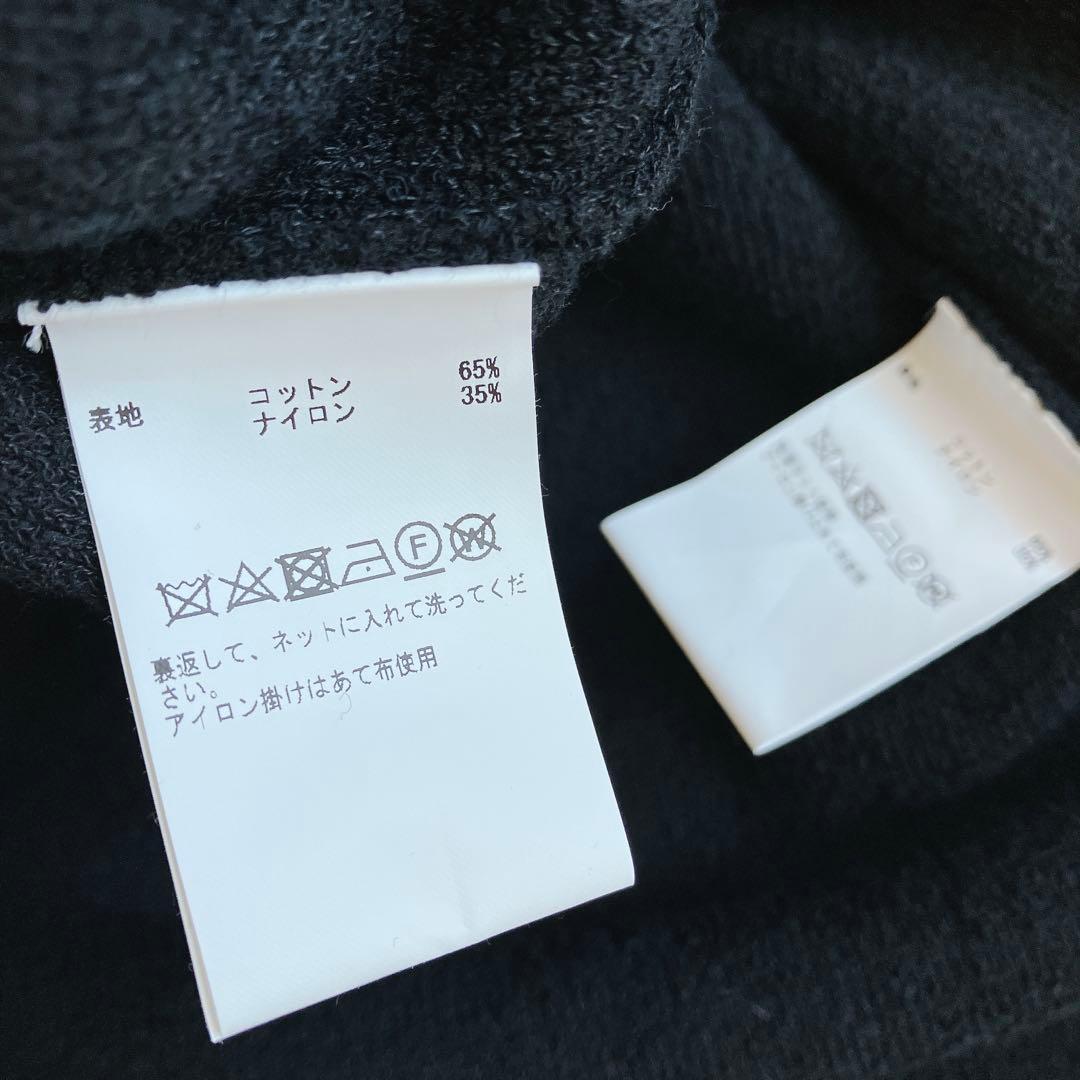 表地 コットン 65%
ナイロン 35%
F W
裏返して、ネットに入れて洗ってくだ
さい。
アイロン掛けはあて布使用